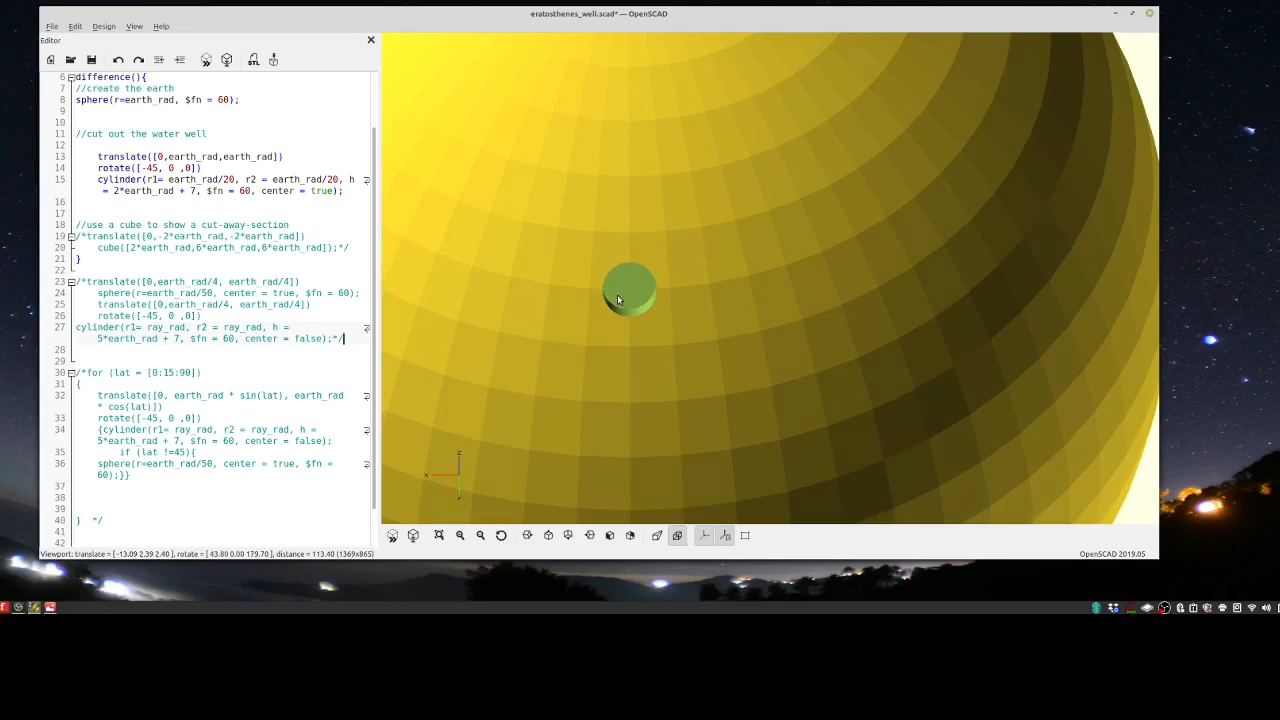 eratosthenes_well.scad* — OpenSCAD
File Edit Design View Help
Editor
6 difference(){
7 //create the earth
8 sphere(r=earth_rad, $fn = 60);
9
10
11 //cut out the water well
12
13 translate([0,earth_rad,earth_rad])
14 rotate([-45, 0 ,0])
15 cylinder(r1= earth_rad/20, r2 = earth_rad/20, h
= 2*earth_rad + 7, $fn = 60, center = true);
16
17
18 //use a cube to show a cut-away-section
19 /*translate([0,-2*earth_rad,-2*earth_rad])
20 cube([2*earth_rad,6*earth_rad,6*earth_rad]);*/
21 }
22
23 /*translate([0,earth_rad/4, earth_rad/4])
24 sphere(r=earth_rad/50, center = true, $fn = 60);
25 translate([0,earth_rad/4, earth_rad/4])
26 rotate([-45, 0 ,0])
27 cylinder(r1= ray_rad, r2 = ray_rad, h =
5*earth_rad + 7, $fn = 60, center = false);*/
28
29
30 /*for (lat = [0:15:90])
31 {
32 translate([0, earth_rad * sin(lat), earth_rad
* cos(lat)])
33 rotate([-45, 0 ,0])
34 {cylinder(r1= ray_rad, r2 = ray_rad, h =
5*earth_rad + 7, $fn = 60, center = false);
35 if (lat !=45){
36 sphere(r=earth_rad/50, center = true, $fn =
60);}}
37
38
39
40 } */
41
42
z
x
Viewport: translate = [ -13.09 2.39 2.40 ], rotate = [ 43.80 0.00 179.70 ], distance = 113.40 (1369x865)
OpenSCAD 2019.05